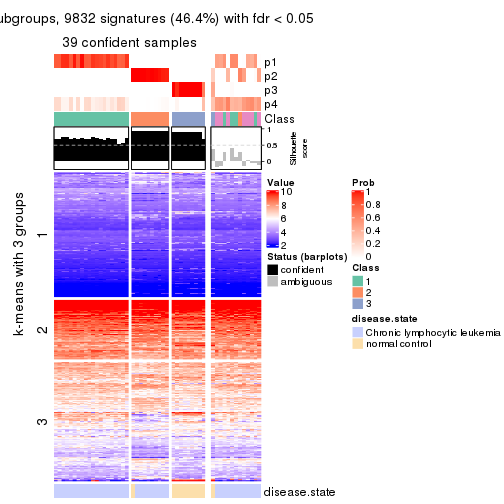 ubgroups, 9832 signatures (46.4%) with fdr < 0.05
39 confident samples
p1
p2
p3
p4
Class
1
0.5
0
Silhouette
score
k-means with 3 groups
1
2
3
Value
10
8
6
4
2
Status (barplots)
confident
ambiguous
Prob
1
0.8
0.6
0.4
0.2
0
Class
1
2
3
disease.state
Chronic lymphocytic leukemia
normal control
disease.state